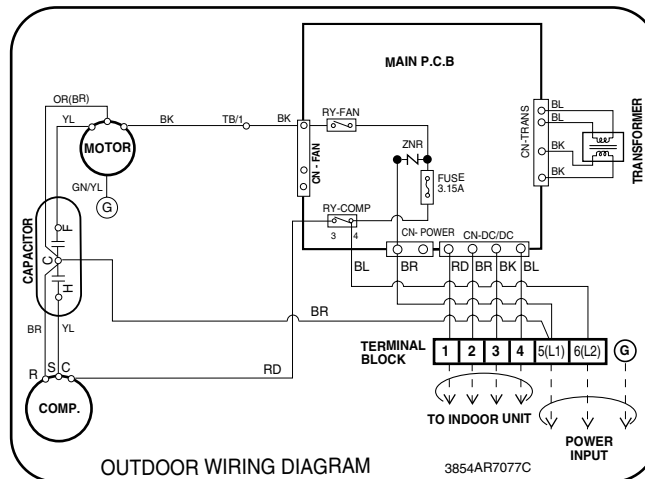 MAIN P.C.B
OR(BR)
YL
BK
TB/1
BK
RY-FAN
MOTOR
CN - FAN
ZNR
FUSE
3.15A
CN-TRANS
BL
BL
BK
BK
TRANSFORMER
GN/YL
G
RY-COMP
3 4
CN- POWER
CN-DC/DC
CAPACITOR
F
C
H
BL
BR
RD
BR
BK
BL
BR
BR
YL
R
S
C
RD
COMP.
TERMINAL
BLOCK
1
2
3
4
5(L1)
6(L2)
G
TO INDOOR UNIT
POWER
INPUT
OUTDOOR WIRING DIAGRAM
3854AR7077C